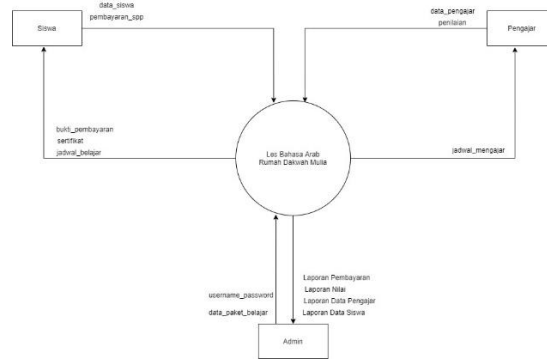 data_siswa
pembayaran_spp
Siswa
data_pengajar
penilaian
Pengajar
bukti_pembayaran
sertifikat
jadwal_belajar
Les Bahasa Arab
Rumah Dakwah Mulia
jadwal_mengajar
username_password
data_paket_belajar
Laporan Pembayaran
Laporan Nilai
Laporan Data Pengajar
Laporan Data Siswa
Admin